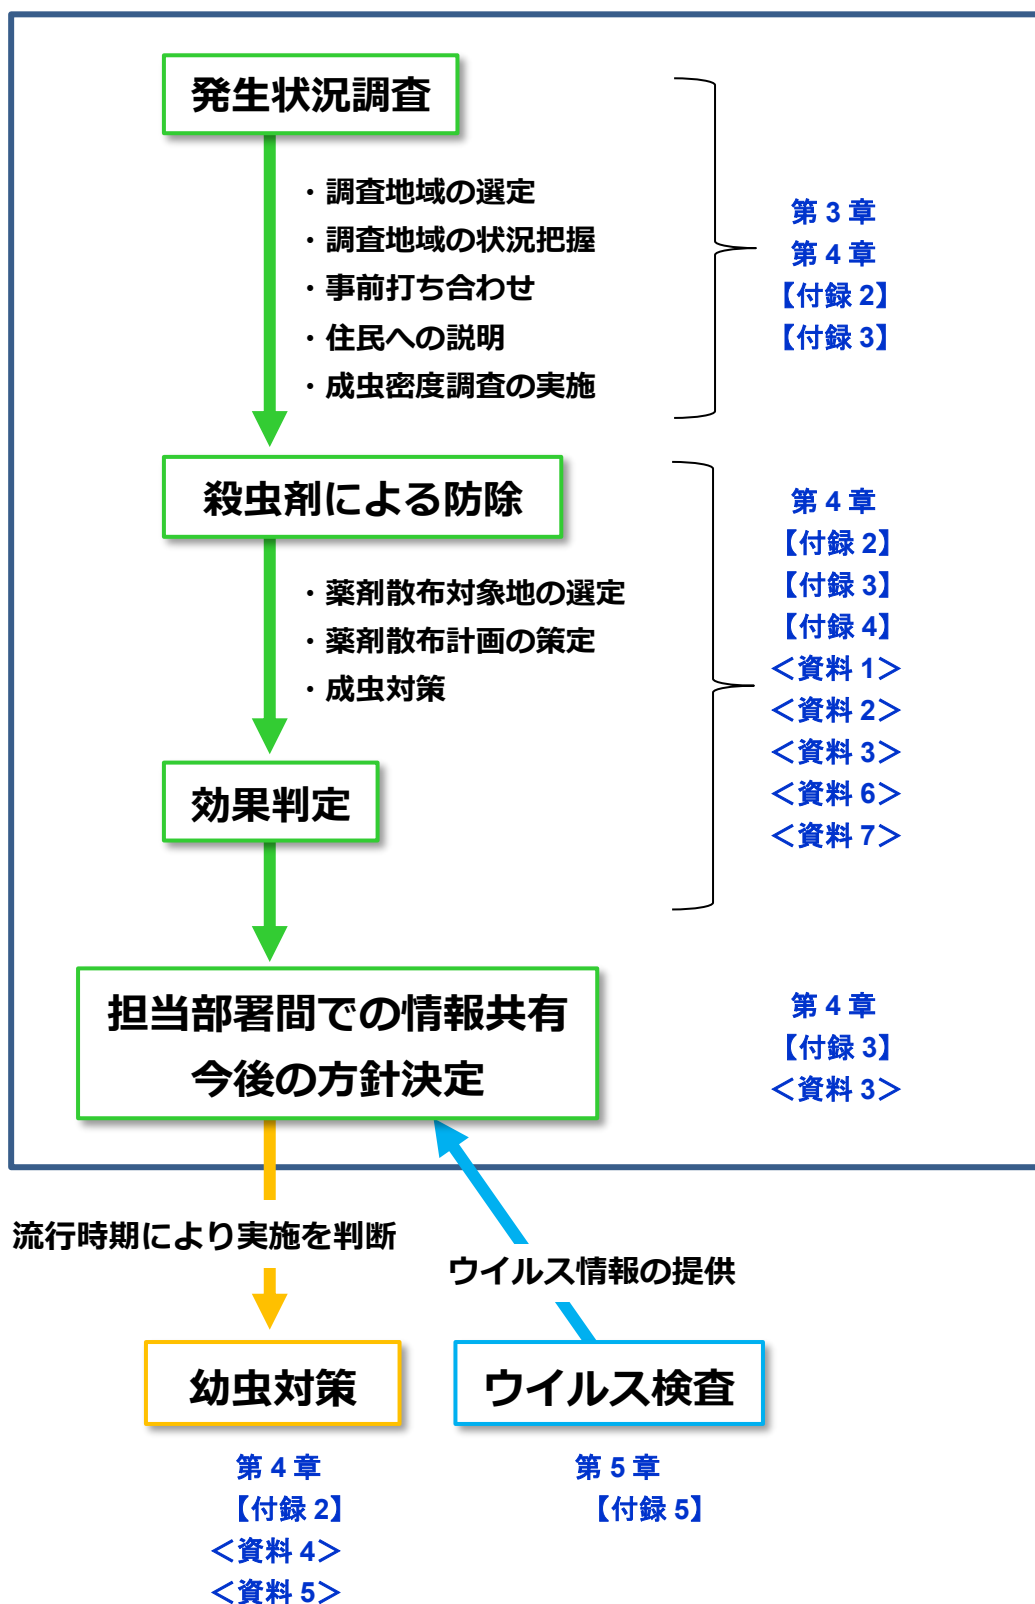 発生状況調査
・調査地域の選定
・調査地域の状況把握
・事前打ち合わせ
・住民への説明
・成虫密度調査の実施
第 3 章
第 4 章
【付録 2】
【付録 3】
殺虫剤による防除
・薬剤散布対象地の選定
・薬剤散布計画の策定
・成虫対策
効果判定
第 4 章
【付録 2】
【付録 3】
【付録 4】
＜資料 1＞
＜資料 2＞
＜資料 3＞
＜資料 6＞
＜資料 7＞
担当部署間での情報共有
今後の方針決定
第 4 章
【付録 3】
＜資料 3＞
流行時期により実施を判断
ウイルス情報の提供
幼虫対策
第 4 章
【付録 2】
＜資料 4＞
＜資料 5＞
ウイルス検査
第 5 章
【付録 5】